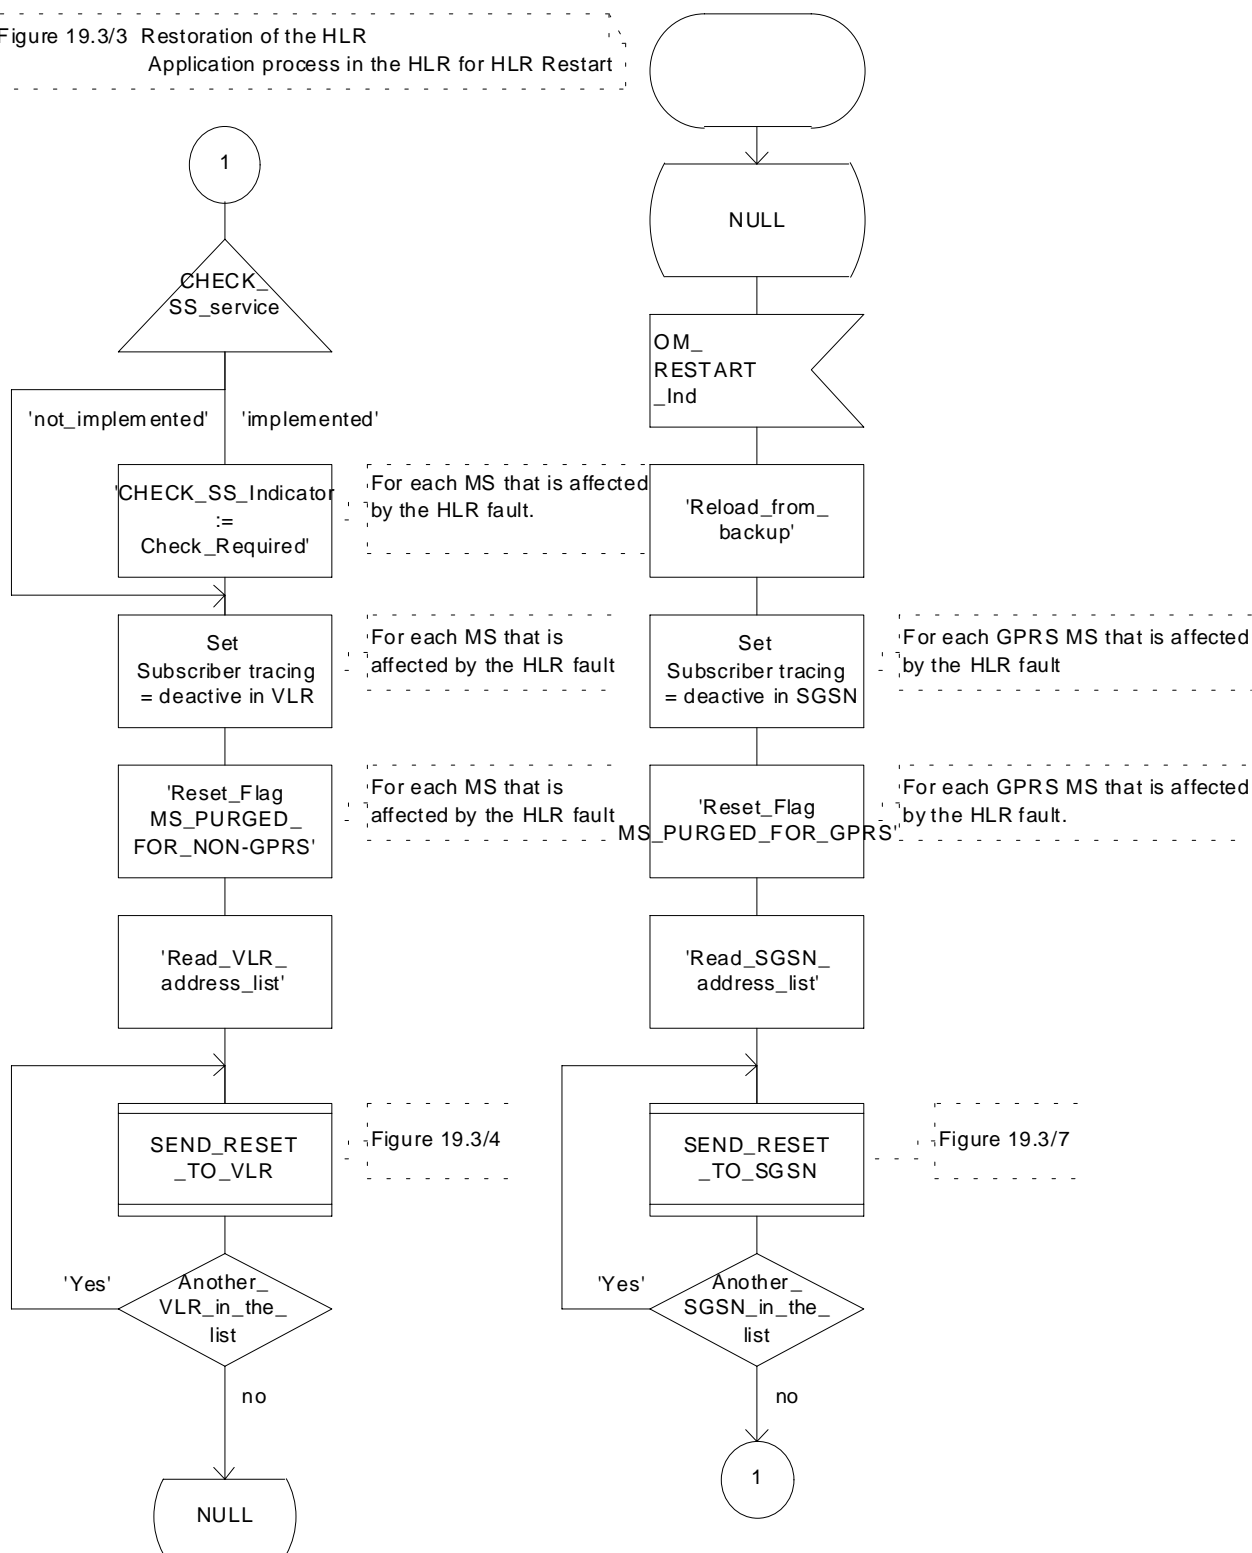 Figure 19.3/3 Restoration of the HLR
Application process in the HLR for HLR Restart
1
CHECK_
SS_service
'not_implemented'
'implemented'
'CHECK_SS_Indicator
:=
Check_Required'
For each MS that is affected
by the HLR fault.
Set
Subscriber tracing
= deactive in VLR
For each MS that is
affected by the HLR fault
'Reset_Flag
MS_PURGED_
FOR_NON-GPRS'
For each MS that is
affected by the HLR fault
'Read_VLR_
address_list'
SEND_RESET
_TO_VLR
Figure 19.3/4
'Yes'
Another_
VLR_in_the_
list
no
NULL
NULL
OM_
RESTART
_Ind
'Reload_from_
backup'
Set
Subscriber tracing
= deactive in SGSN
For each GPRS MS that is affected
by the HLR fault
'Reset_Flag
MS_PURGED_FOR_GPRS'
For each GPRS MS that is affected
by the HLR fault.
'Read_SGSN_
address_list'
SEND_RESET
_TO_SGSN
Figure 19.3/7
'Yes'
Another_
SGSN_in_the_
list
no
1